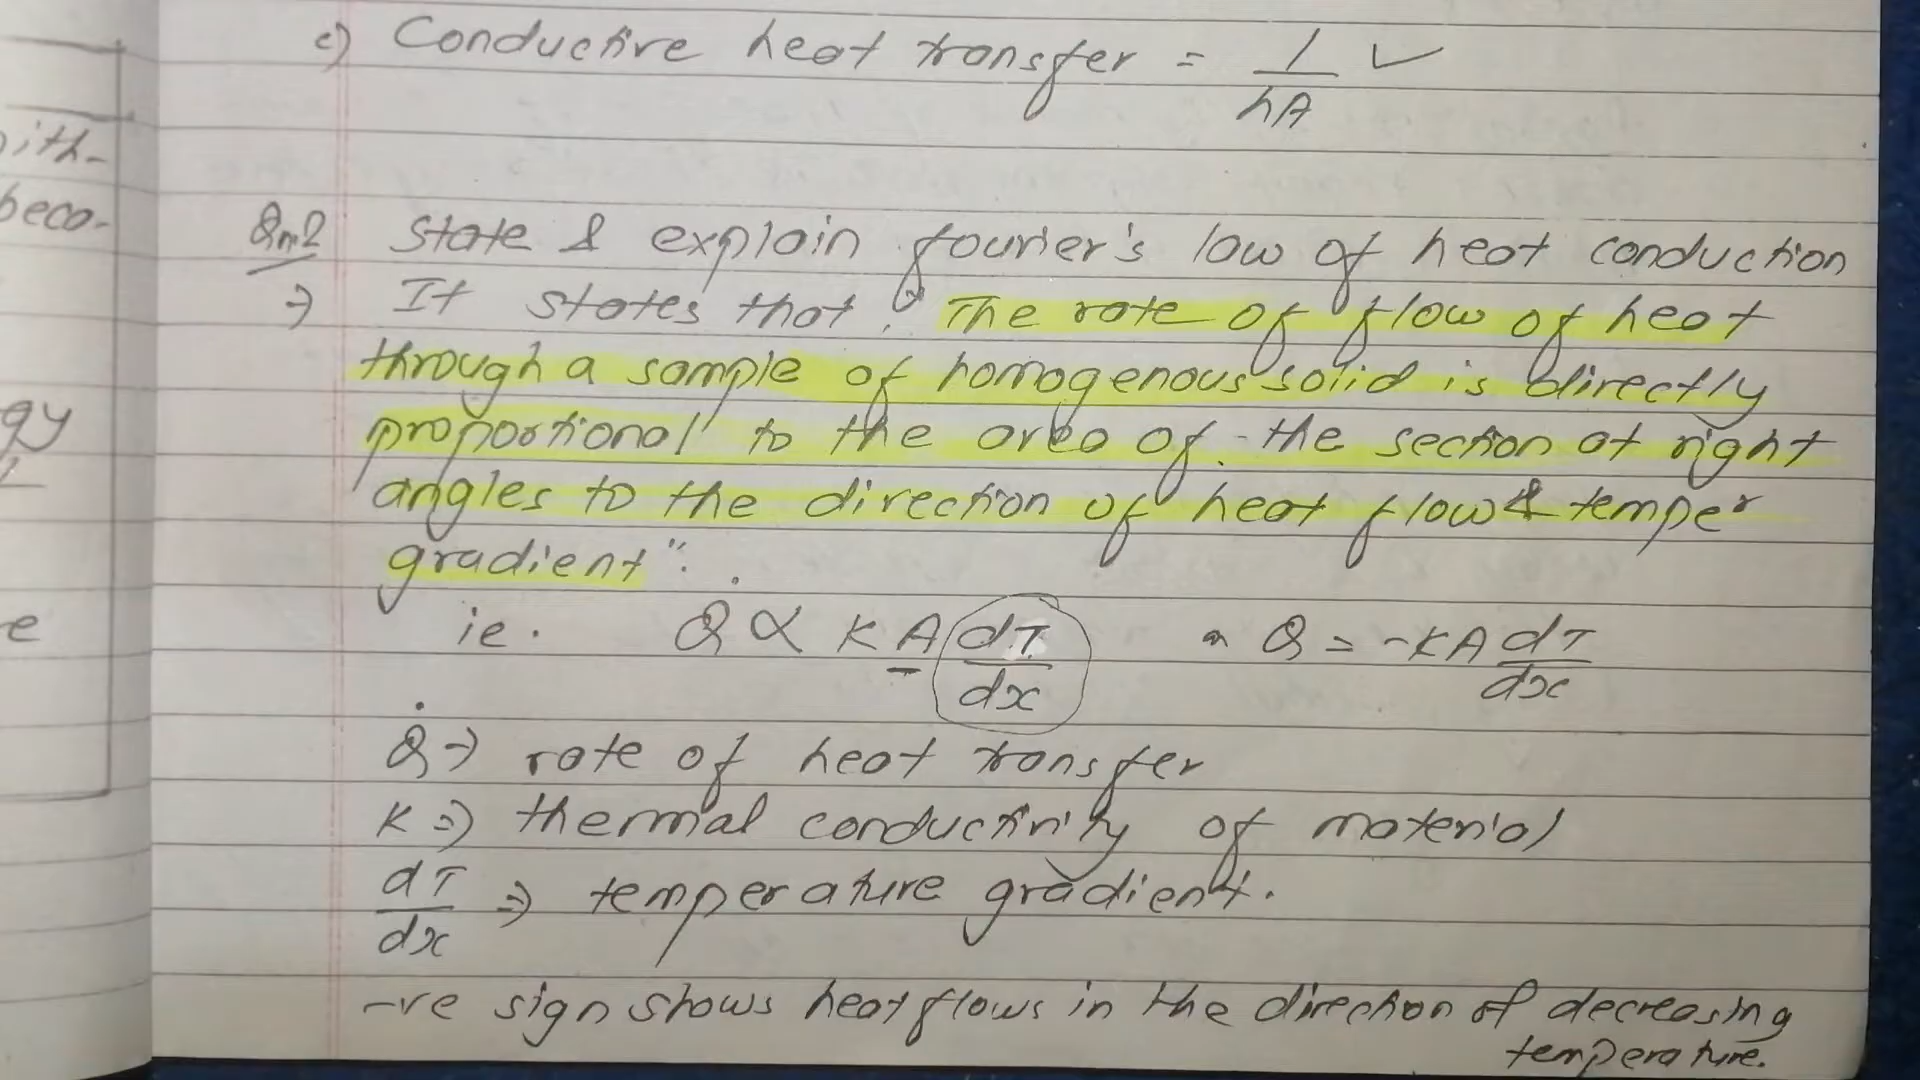 c) Conductive heat transfer = 1/hA ✓
ith-
beco-
gy
e
Qn2 State & explain fourier's law of heat conduction
⇒ It states that, "The rate of flow of heat
through a sample of homogenous solid is directly
proportional to the area of the section at right
angles to the direction of heat flow & temper
gradient".
ie. Q̇ ∝ KA dT/dx Q = -KA dT/dx
Q̇ ⇒ rate of heat transfer
K ⇒ thermal conductivity of material
dT/dx ⇒ temperature gradient.
-ve sign shows heat flows in the direction of decreasing
temperature.